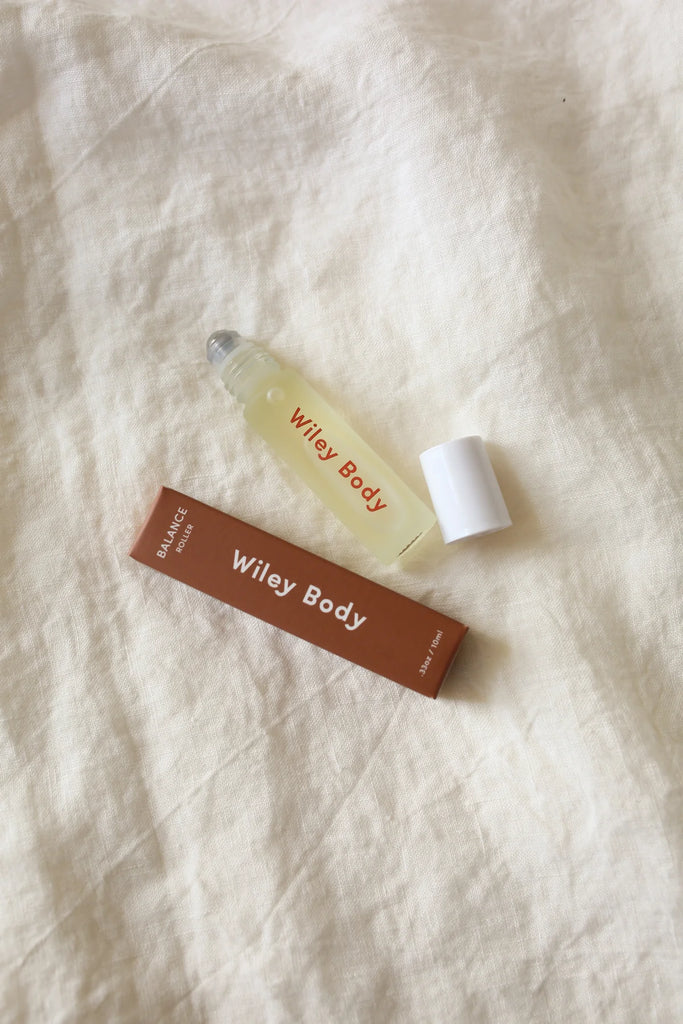 Wiley Body
BALANCE
ROLLER
Wiley Body
.33oz / 10ml